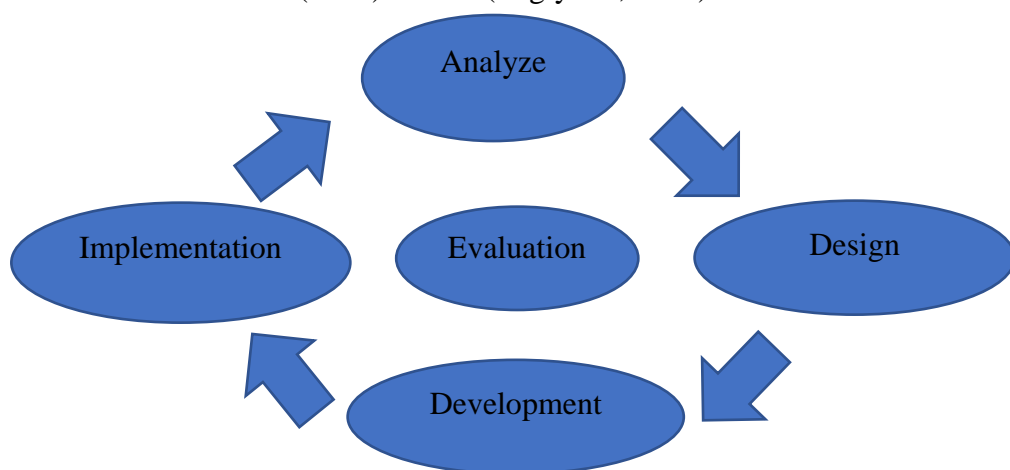 Analyze
Implementation
Evaluation
Design
Development